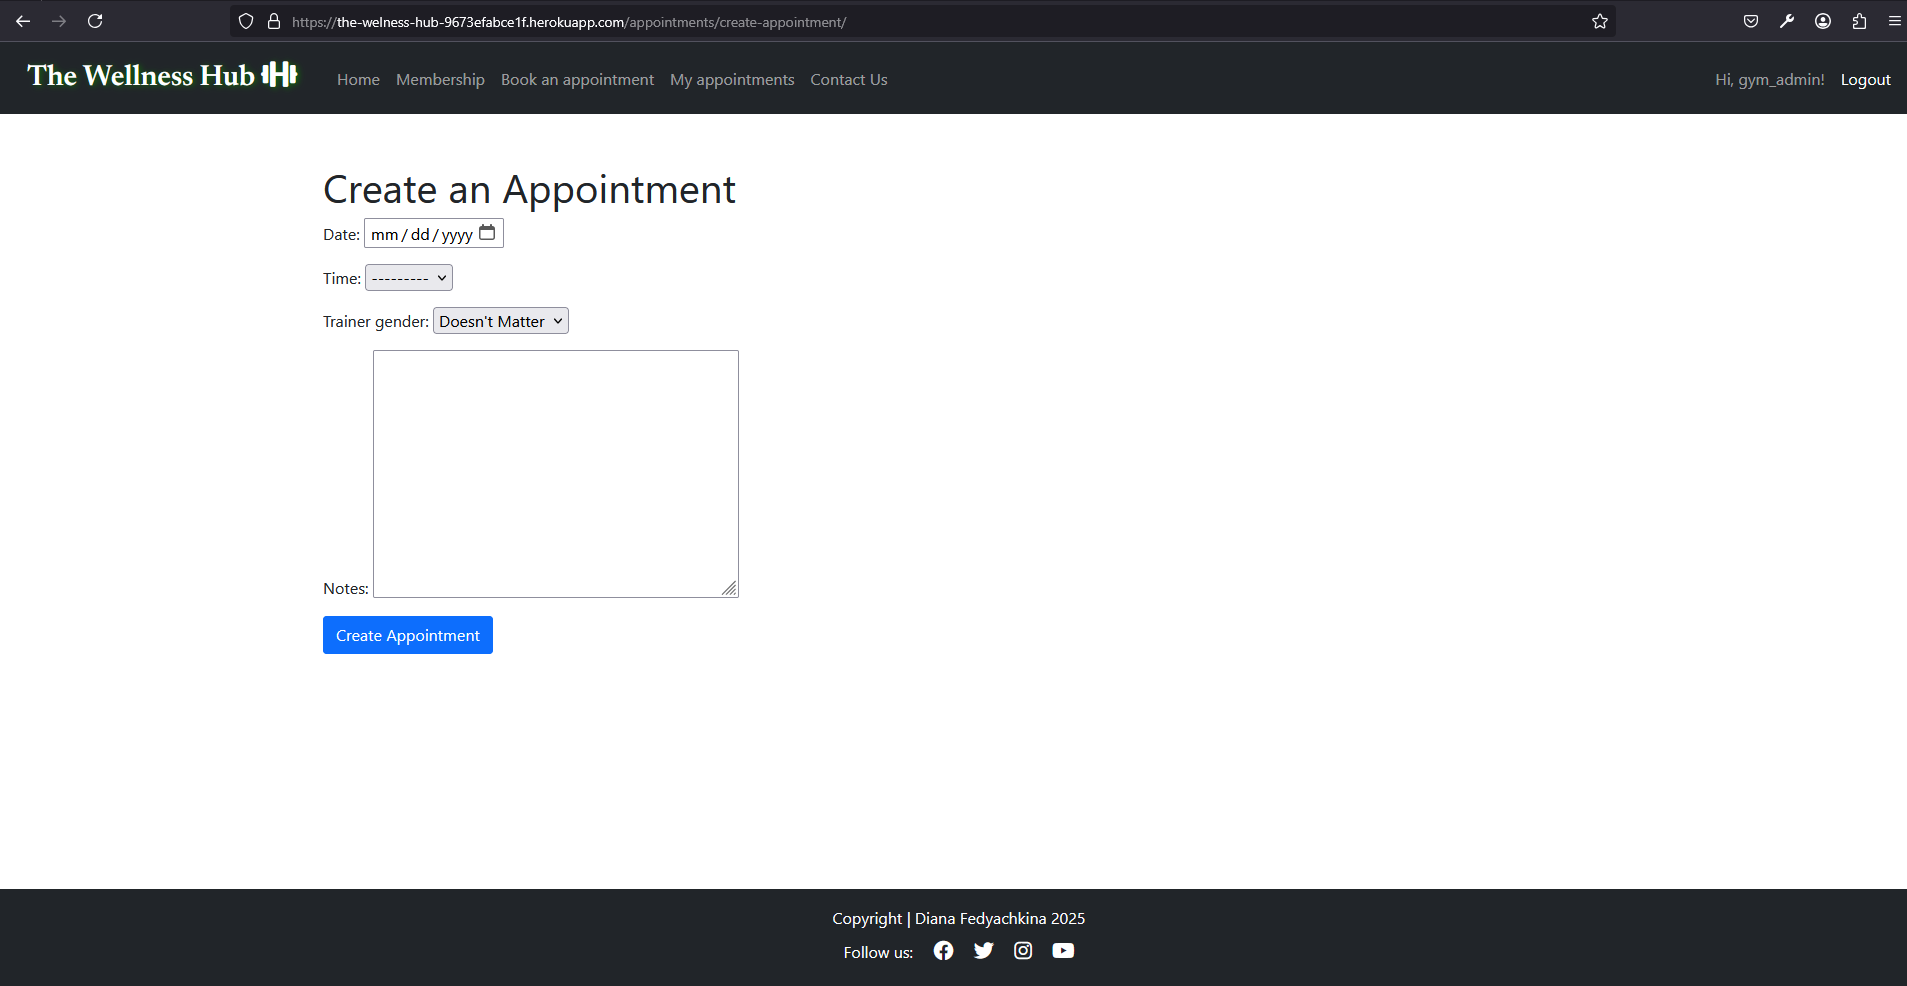 https://the-welness-hub-9673efabce1f.herokuapp.com/appointments/create-appointment/
The Wellness Hub Home Membership Book an appointment My appointments Contact Us Hi, gym_admin! Logout
Create an Appointment
Date: mm/dd/yyyy
Time: ---------
Trainer gender: Doesn't Matter
Notes:
Create Appointment
Copyright | Diana Fedyachkina 2025
Follow us: